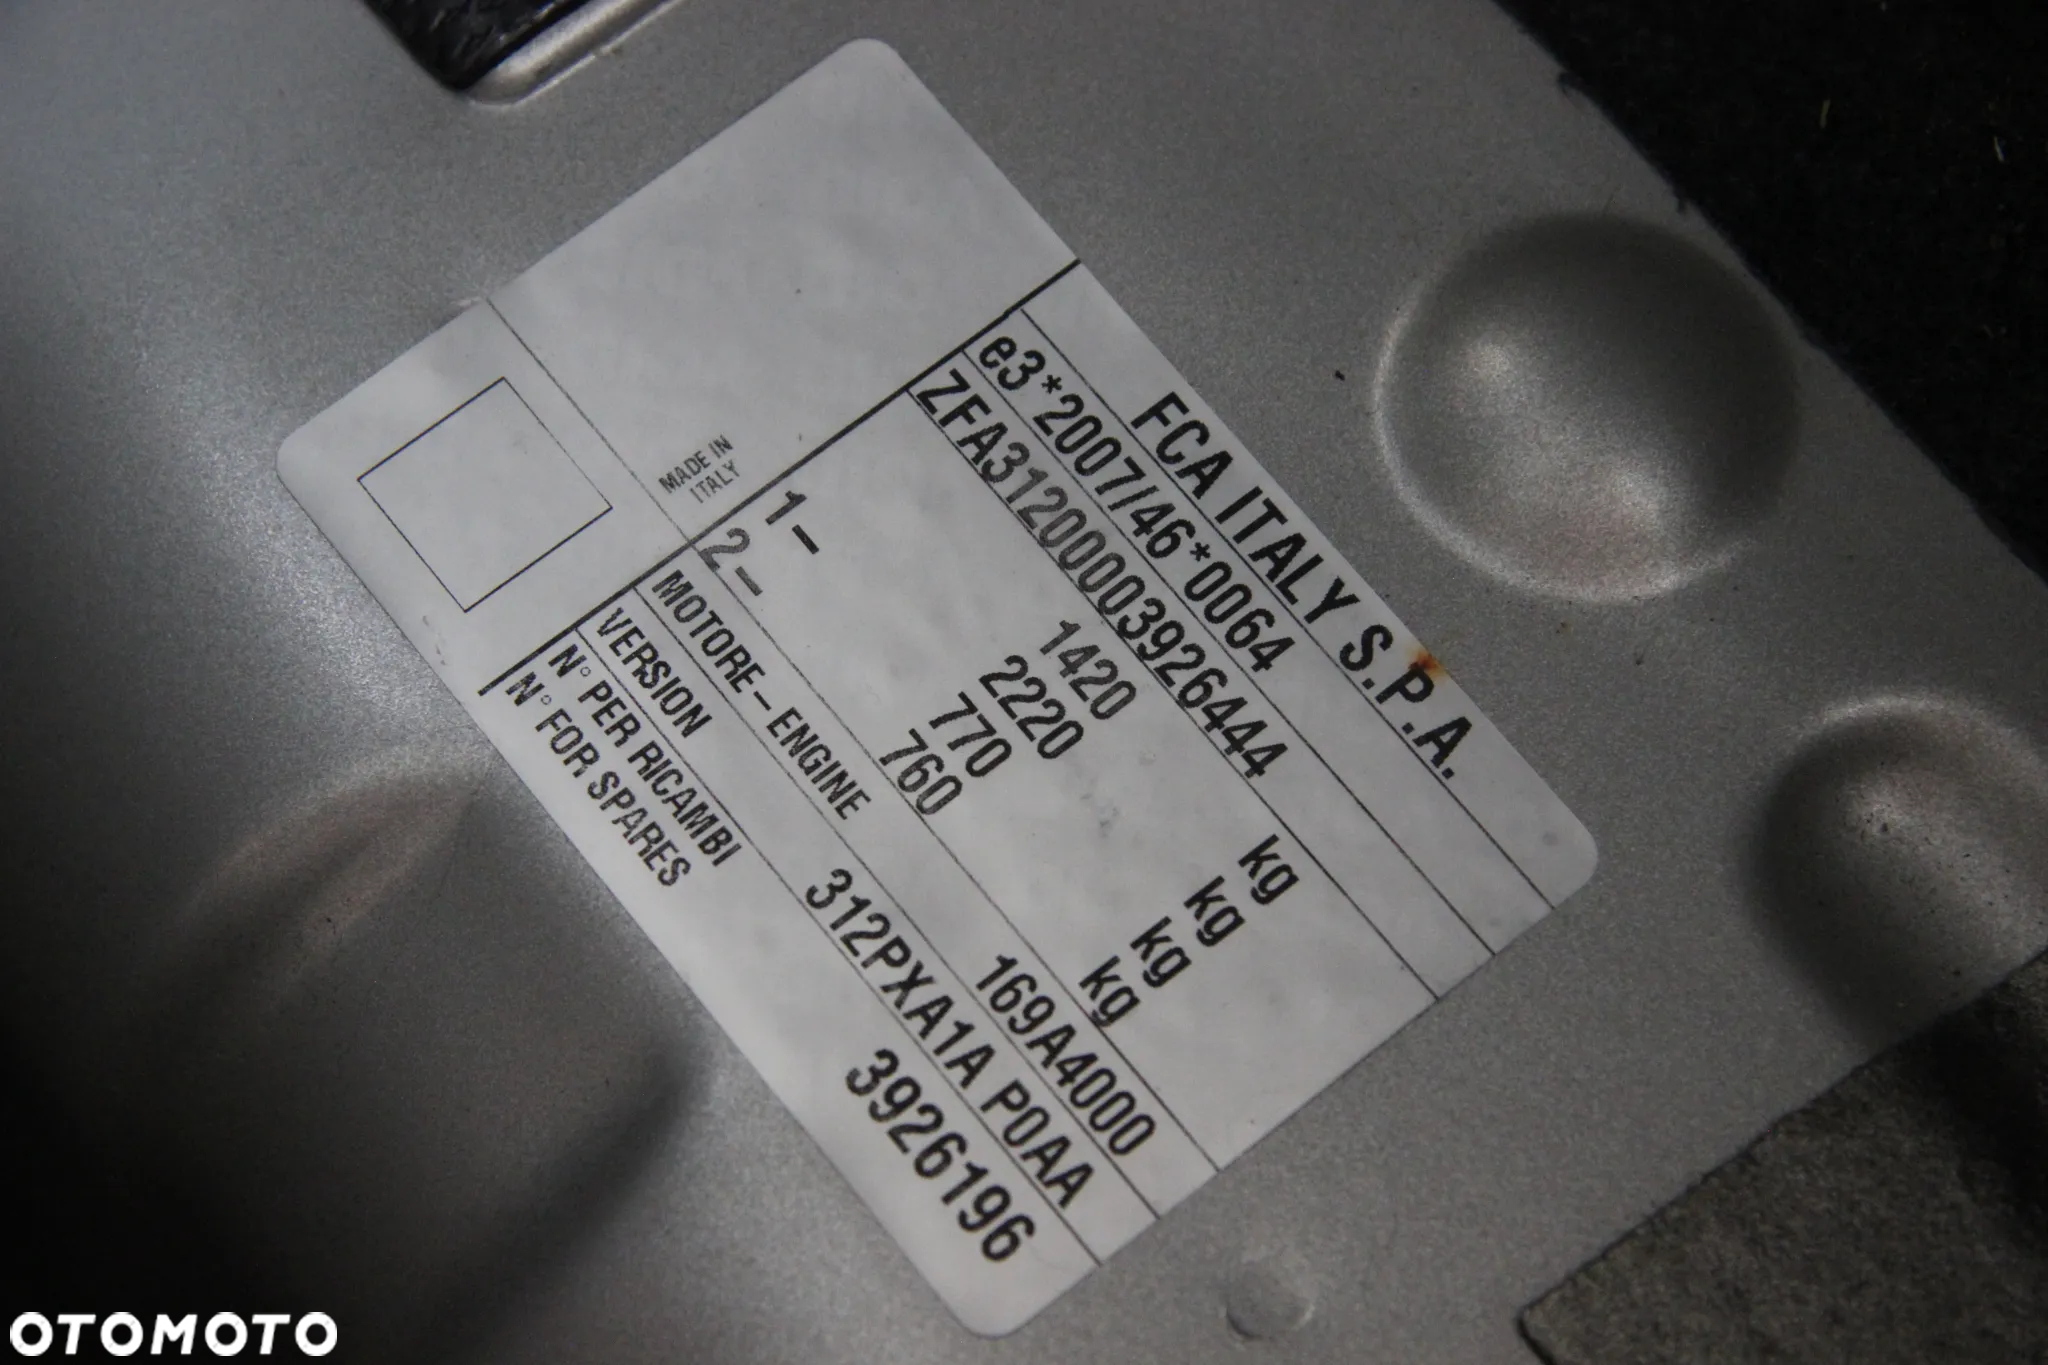 FCA ITALY S.P.A.
e3*2007/46*0064
ZFA31200003926444
1420 kg
2220 kg
1- 770 kg
2- 760 kg
MOTORE-ENGINE 169A4000
VERSION 312PXA1A P0AA
N° PER RICAMBI
N° FOR SPARES 3926196
MADE IN
ITALY
OTOMOTO